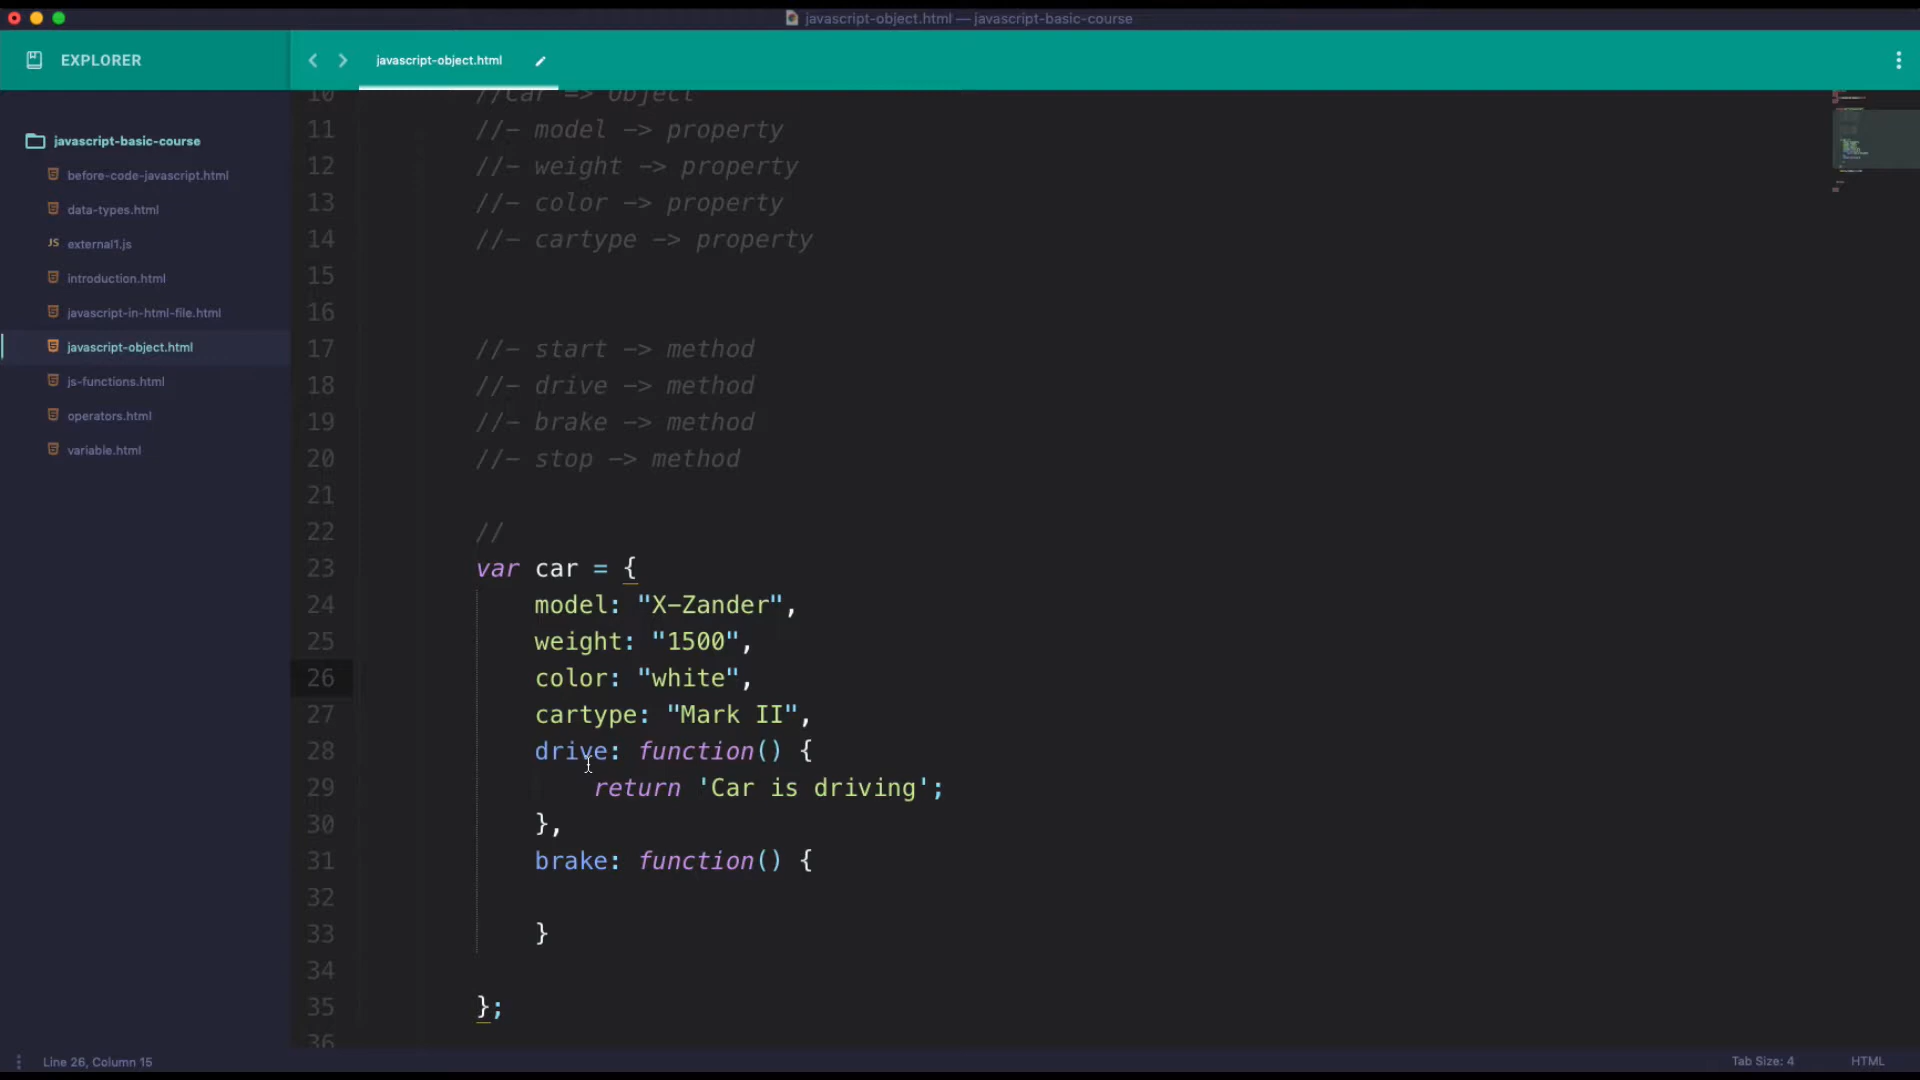 javascript-object.html — javascript-basic-course
EXPLORER
javascript-object.html
javascript-basic-course
before-code-javascript.html
data-types.html
JS external1.js
introduction.html
javascript-in-html-file.html
javascript-object.html
js-functions.html
operators.html
variable.html
10 //Car => Object
11 //- model -> property
12 //- weight -> property
13 //- color -> property
14 //- cartype -> property
15
16
17 //- start -> method
18 //- drive -> method
19 //- brake -> method
20 //- stop -> method
21
22 //
23 var car = {
24 model: "X-Zander",
25 weight: "1500",
26 color: "white",
27 cartype: "Mark II",
28 drive: function() {
29 return 'Car is driving';
30 },
31 brake: function() {
32
33 }
34
35 };
36
Line 26, Column 15
Tab Size: 4
HTML